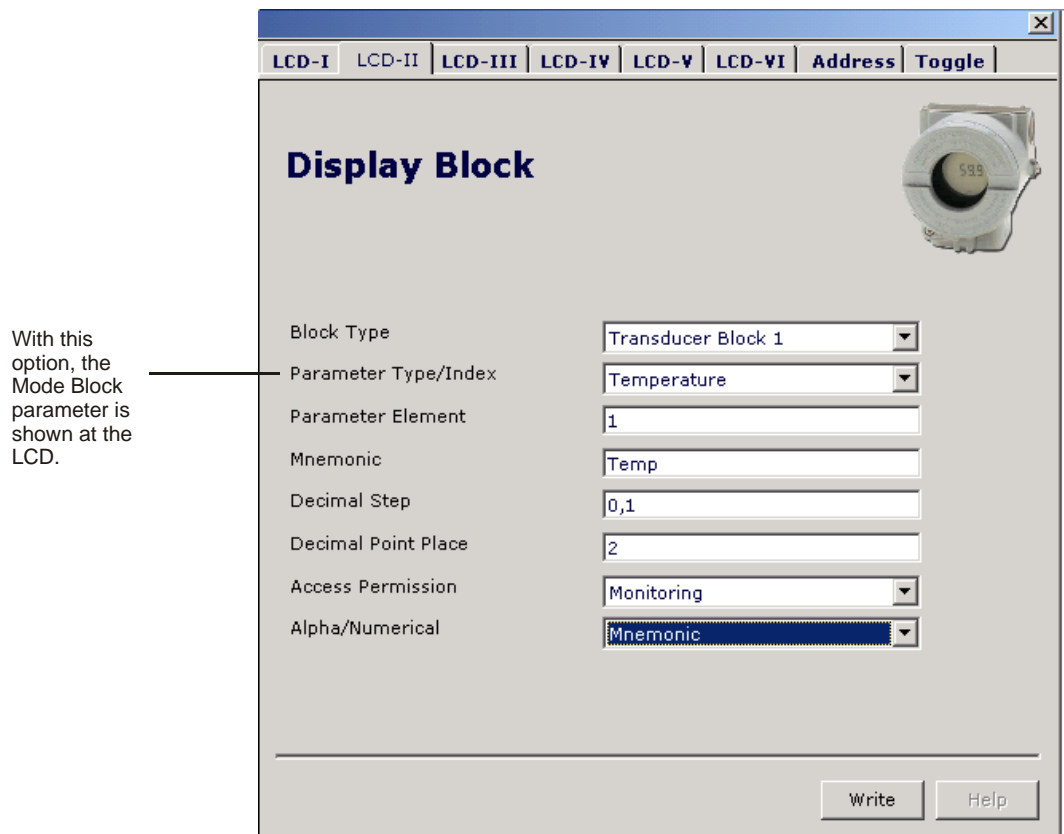 LCD-I LCD-II LCD-III LCD-IV LCD-V LCD-VI Address Toggle
Display Block
59.9
With this
option, the
Mode Block
parameter is
shown at the
LCD.
Block Type Transducer Block 1
Parameter Type/Index Temperature
Parameter Element 1
Mnemonic Temp
Decimal Step 0,1
Decimal Point Place 2
Access Permission Monitoring
Alpha/Numerical Mnemonic
Write Help